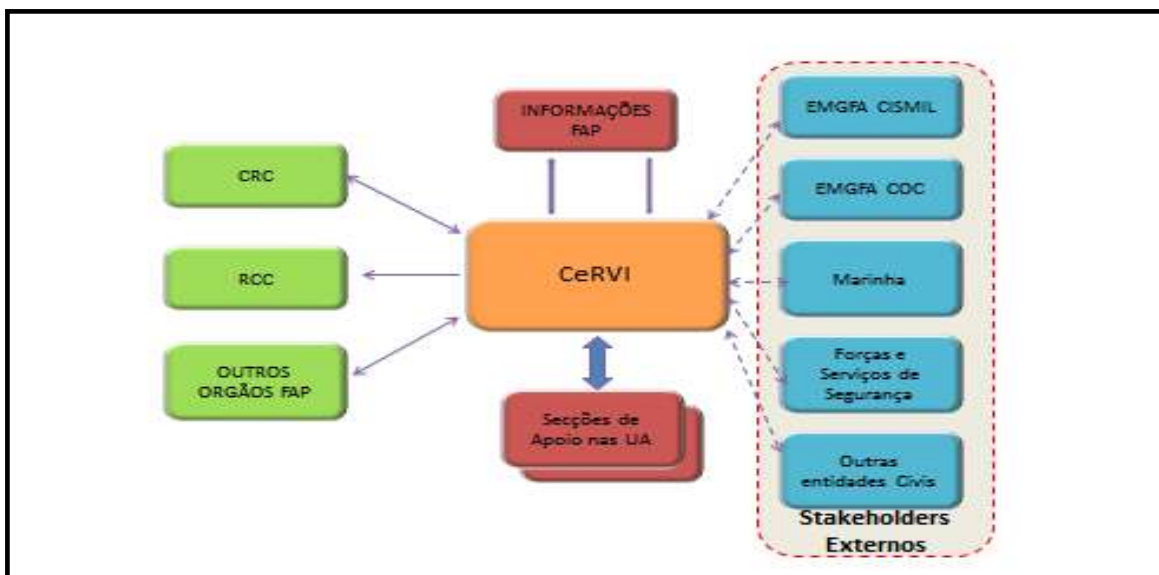 INFORMAÇÕES
FAP
CRC
RCC
OUTROS
ORGÃOS FAP
CeRVI
Secções de
Apoio nas UA
EMGFA CISMIL
EMGFA COC
Marinha
Forças e
Serviços de
Segurança
Outras
entidades Civis
Stakeholders
Externos